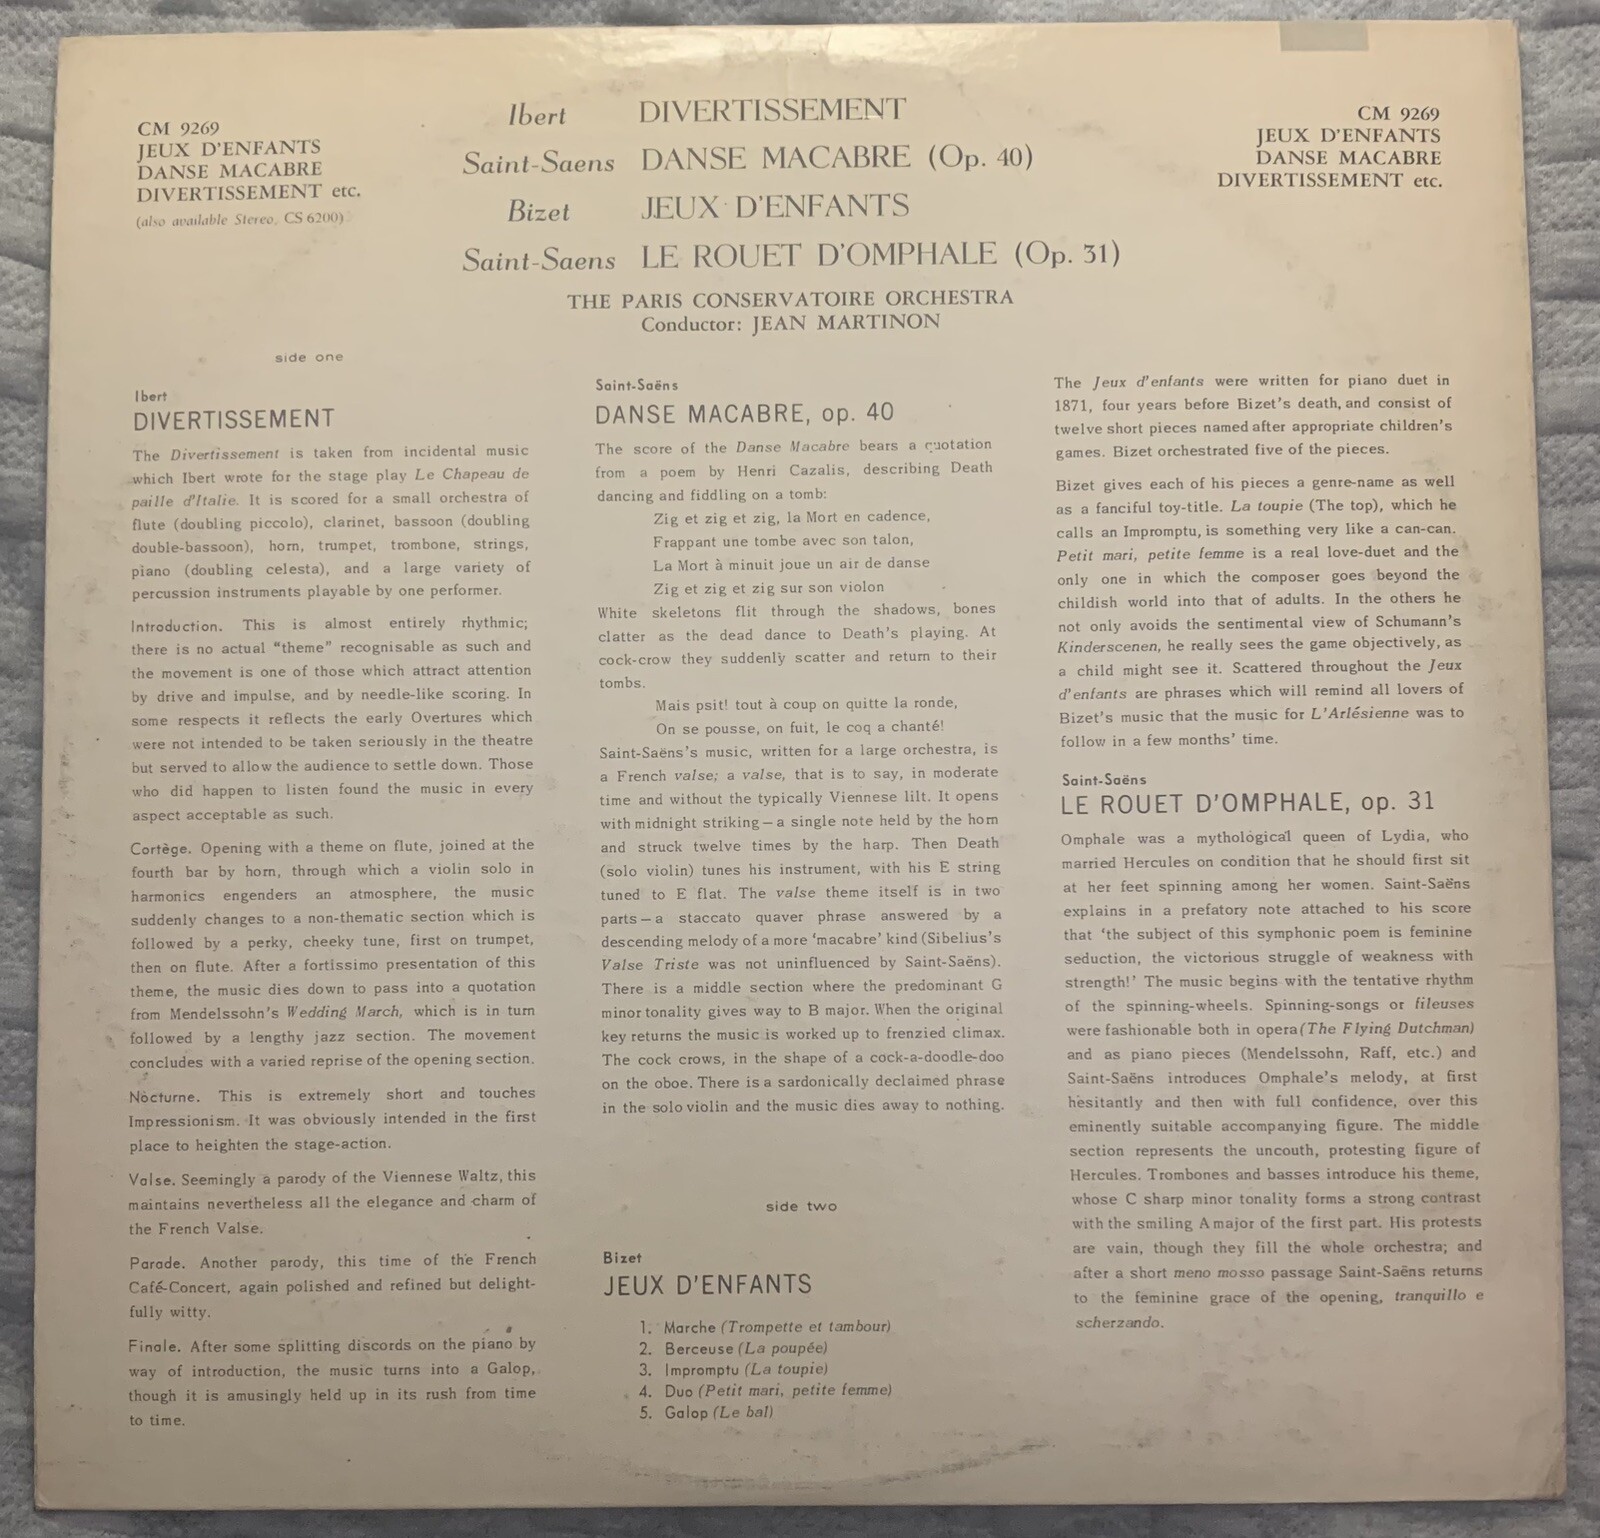 CM 9269
JEUX D'ENFANTS
DANSE MACABRE
DIVERTISSEMENT etc.
(also available Stereo, CS 6200)
Ibert DIVERTISSEMENT
Saint-Saens DANSE MACABRE (Op. 40)
Bizet JEUX D'ENFANTS
Saint-Saens LE ROUET D'OMPHALE (Op. 31)
THE PARIS CONSERVATOIRE ORCHESTRA
Conductor: JEAN MARTINON
CM 9269
JEUX D'ENFANTS
DANSE MACABRE
DIVERTISSEMENT etc.
side one
Ibert
DIVERTISSEMENT
The Divertissement is taken from incidental music
which Ibert wrote for the stage play Le Chapeau de
paille d'Italie. It is scored for a small orchestra of
flute (doubling piccolo), clarinet, bassoon (doubling
double-bassoon), horn, trumpet, trombone, strings,
piano (doubling celesta), and a large variety of
percussion instruments playable by one performer.
Introduction. This is almost entirely rhythmic;
there is no actual "theme" recognisable as such and
the movement is one of those which attract attention
by drive and impulse, and by needle-like scoring. In
some respects it reflects the early Overtures which
were not intended to be taken seriously in the theatre
but served to allow the audience to settle down. Those
who did happen to listen found the music in every
aspect acceptable as such.
Cortège. Opening with a theme on flute, joined at the
fourth bar by horn, through which a violin solo in
harmonics engenders an atmosphere, the music
suddenly changes to a non-thematic section which is
followed by a perky, cheeky tune, first on trumpet,
then on flute. After a fortissimo presentation of this
theme, the music dies down to pass into a quotation
from Mendelssohn's Wedding March, which is in turn
followed by a lengthy jazz section. The movement
concludes with a varied reprise of the opening section.
Nocturne. This is extremely short and touches
Impressionism. It was obviously intended in the first
place to heighten the stage-action.
Valse. Seemingly a parody of the Viennese Waltz, this
maintains nevertheless all the elegance and charm of
the French Valse.
Parade. Another parody, this time of the French
Café-Concert, again polished and refined but delight-
fully witty.
Finale. After some splitting discords on the piano by
way of introduction, the music turns into a Galop,
though it is amusingly held up in its rush from time
to time.
Saint-Saëns
DANSE MACABRE, op. 40
The score of the Danse Macabre bears a quotation
from a poem by Henri Cazalis, describing Death
dancing and fiddling on a tomb:
Zig et zig et zig, la Mort en cadence,
Frappant une tombe avec son talon,
La Mort à minuit joue un air de danse
Zig et zig et zig sur son violon
White skeletons flit through the shadows, bones
clatter as the dead dance to Death's playing. At
cock-crow they suddenly scatter and return to their
tombs.
Mais psit! tout à coup on quitte la ronde,
On se pousse, on fuit, le coq a chanté!
Saint-Saëns's music, written for a large orchestra, is
a French valse; a valse, that is to say, in moderate
time and without the typically Viennese lilt. It opens
with midnight striking – a single note held by the horn
and struck twelve times by the harp. Then Death
(solo violin) tunes his instrument, with his E string
tuned to E flat. The valse theme itself is in two
parts – a staccato quaver phrase answered by a
descending melody of a more 'macabre' kind (Sibelius's
Valse Triste was not uninfluenced by Saint-Saëns).
There is a middle section where the predominant G
minor tonality gives way to B major. When the original
key returns the music is worked up to frenzied climax.
The cock crows, in the shape of a cock-a-doodle-doo
on the oboe. There is a sardonically declaimed phrase
in the solo violin and the music dies away to nothing.
side two
Bizet
JEUX D'ENFANTS
1. Marche (Trompette et tambour)
2. Berceuse (La poupée)
3. Impromptu (La toupie)
4. Duo (Petit mari, petite femme)
5. Galop (Le bal)
The Jeux d'enfants were written for piano duet in
1871, four years before Bizet's death, and consist of
twelve short pieces named after appropriate children's
games. Bizet orchestrated five of the pieces.
Bizet gives each of his pieces a genre-name as well
as a fanciful toy-title. La toupie (The top), which he
calls an Impromptu, is something very like a can-can.
Petit mari, petite femme is a real love-duet and the
only one in which the composer goes beyond the
childish world into that of adults. In the others he
not only avoids the sentimental view of Schumann's
Kinderscenen, he really sees the game objectively, as
a child might see it. Scattered throughout the Jeux
d'enfants are phrases which will remind all lovers of
Bizet's music that the music for L'Arlésienne was to
follow in a few months' time.
Saint-Saëns
LE ROUET D'OMPHALE, op. 31
Omphale was a mythological queen of Lydia, who
married Hercules on condition that he should first sit
at her feet spinning among her women. Saint-Saëns
explains in a prefatory note attached to his score
that 'the subject of this symphonic poem is feminine
seduction, the victorious struggle of weakness with
strength!' The music begins with the tentative rhythm
of the spinning-wheels. Spinning-songs or fileuses
were fashionable both in opera (The Flying Dutchman)
and as piano pieces (Mendelssohn, Raff, etc.) and
Saint-Saëns introduces Omphale's melody, at first
hesitantly and then with full confidence, over this
eminently suitable accompanying figure. The middle
section represents the uncouth, protesting figure of
Hercules. Trombones and basses introduce his theme,
whose C sharp minor tonality forms a strong contrast
with the smiling A major of the first part. His protests
are vain, though they fill the whole orchestra; and
after a short meno mosso passage Saint-Saëns returns
to the feminine grace of the opening, tranquillo e
scherzando.